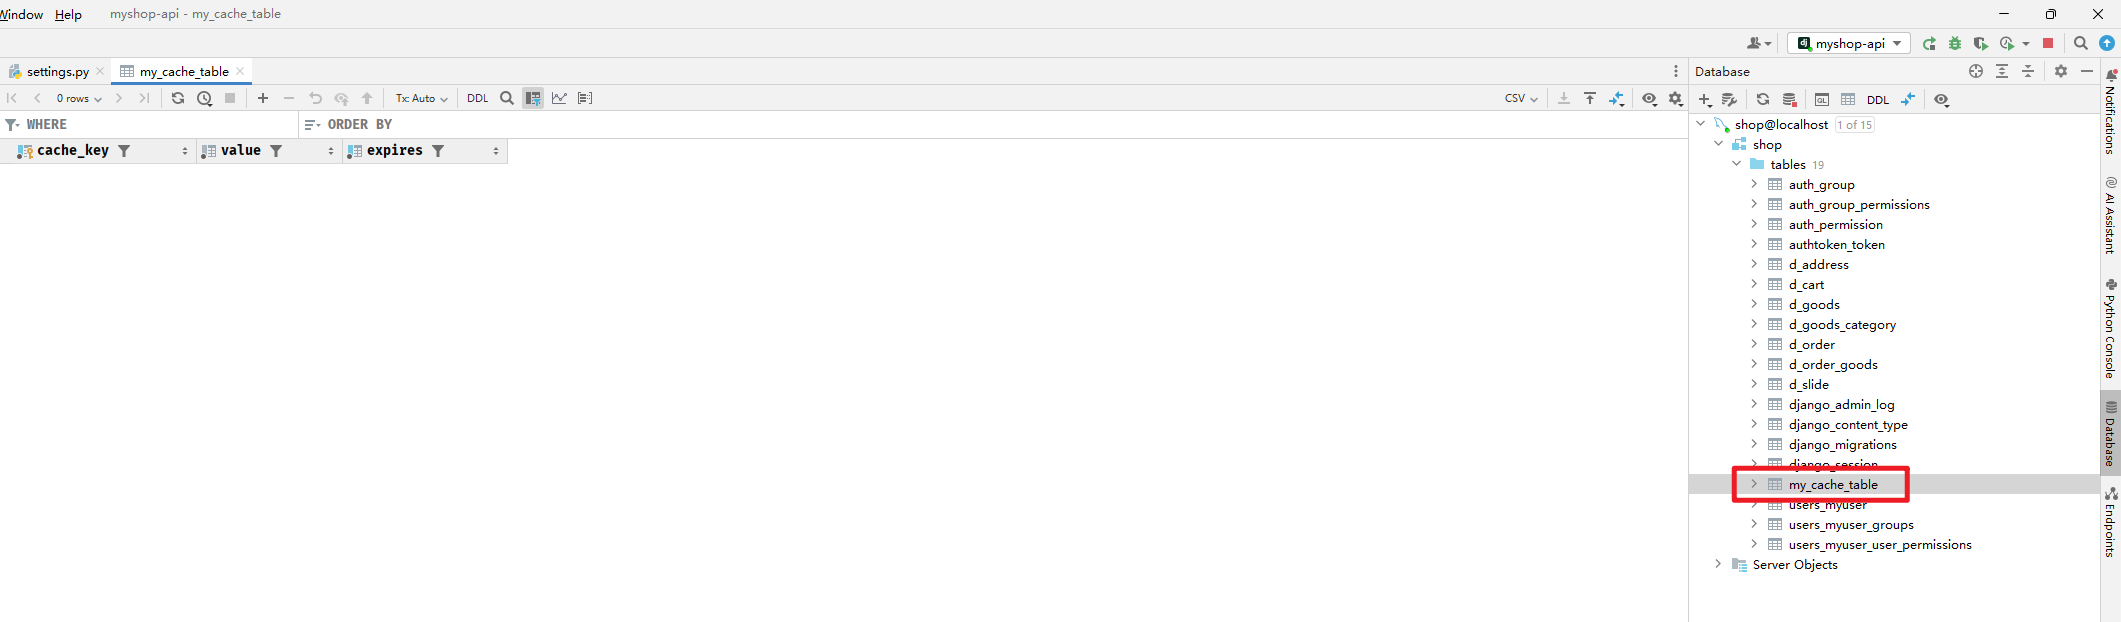 Window Help myshop-api - my_cache_table
myshop-api
settings.py my_cache_table
0 rows Tx: Auto DDL CSV
WHERE ORDER BY
cache_key value expires
Database
DDL
shop@localhost 1 of 15
shop
tables 19
auth_group
auth_group_permissions
auth_permission
authtoken_token
d_address
d_cart
d_goods
d_goods_category
d_order
d_order_goods
d_slide
django_admin_log
django_content_type
django_migrations
django_session
my_cache_table
users_myuser
users_myuser_groups
users_myuser_user_permissions
Server Objects
Notifications
AI Assistant
Python Console
Database
Endpoints